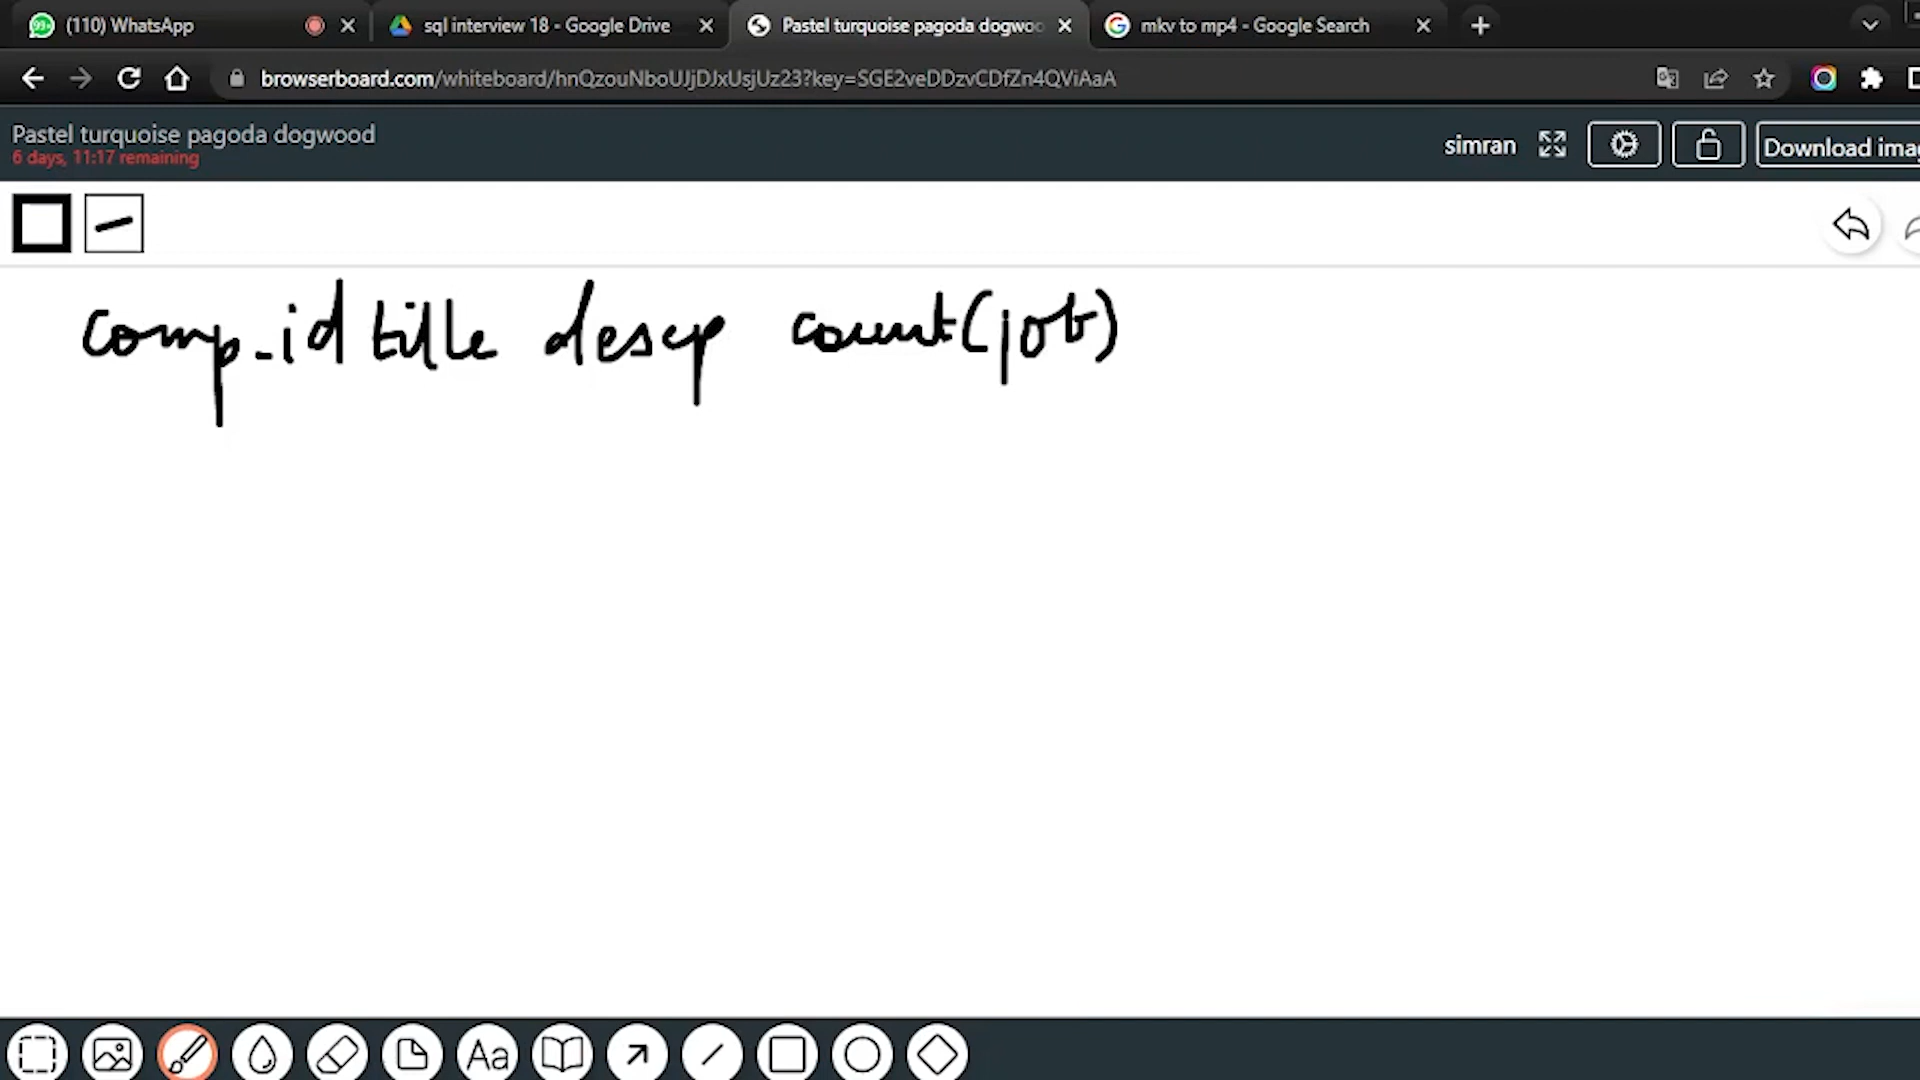 (110) WhatsApp
sql interview 18 - Google Drive
Pastel turquoise pagoda dogwoo
mkv to mp4 - Google Search
browserboard.com/whiteboard/hnQzouNboUJjDJxUsjUz23?key=SGE2veDDzvCDfZn4QViAaA
Pastel turquoise pagoda dogwood
6 days, 11:17 remaining
simran
Download imag
comp_id title descp count(job)
Aa